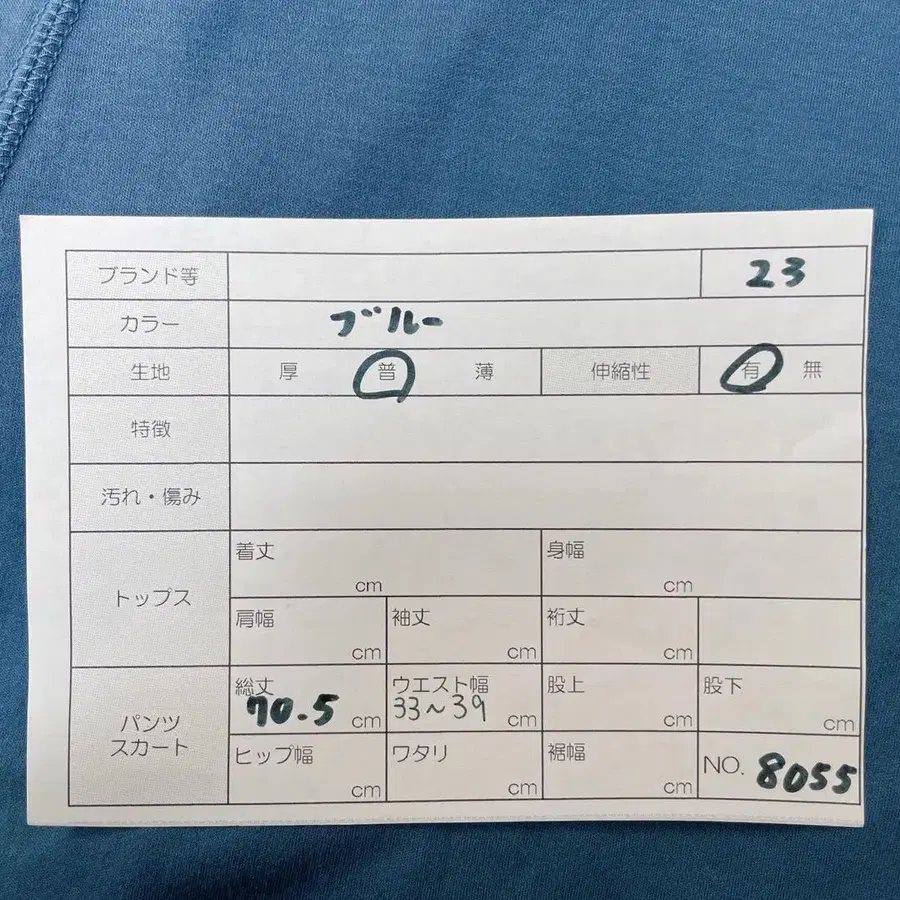 ブランド等 23
カラー ブルー
生地 厚 普 薄 伸縮性 有 無
特徴
汚れ・傷み
トップス
着丈 cm 身幅 cm
肩幅 cm 袖丈 cm 裄丈 cm
パンツ
スカート
総丈 70.5 cm ウエスト幅 33~39 cm 股上 cm 股下 cm
ヒップ幅 cm ワタリ cm 裾幅 cm NO. 8055